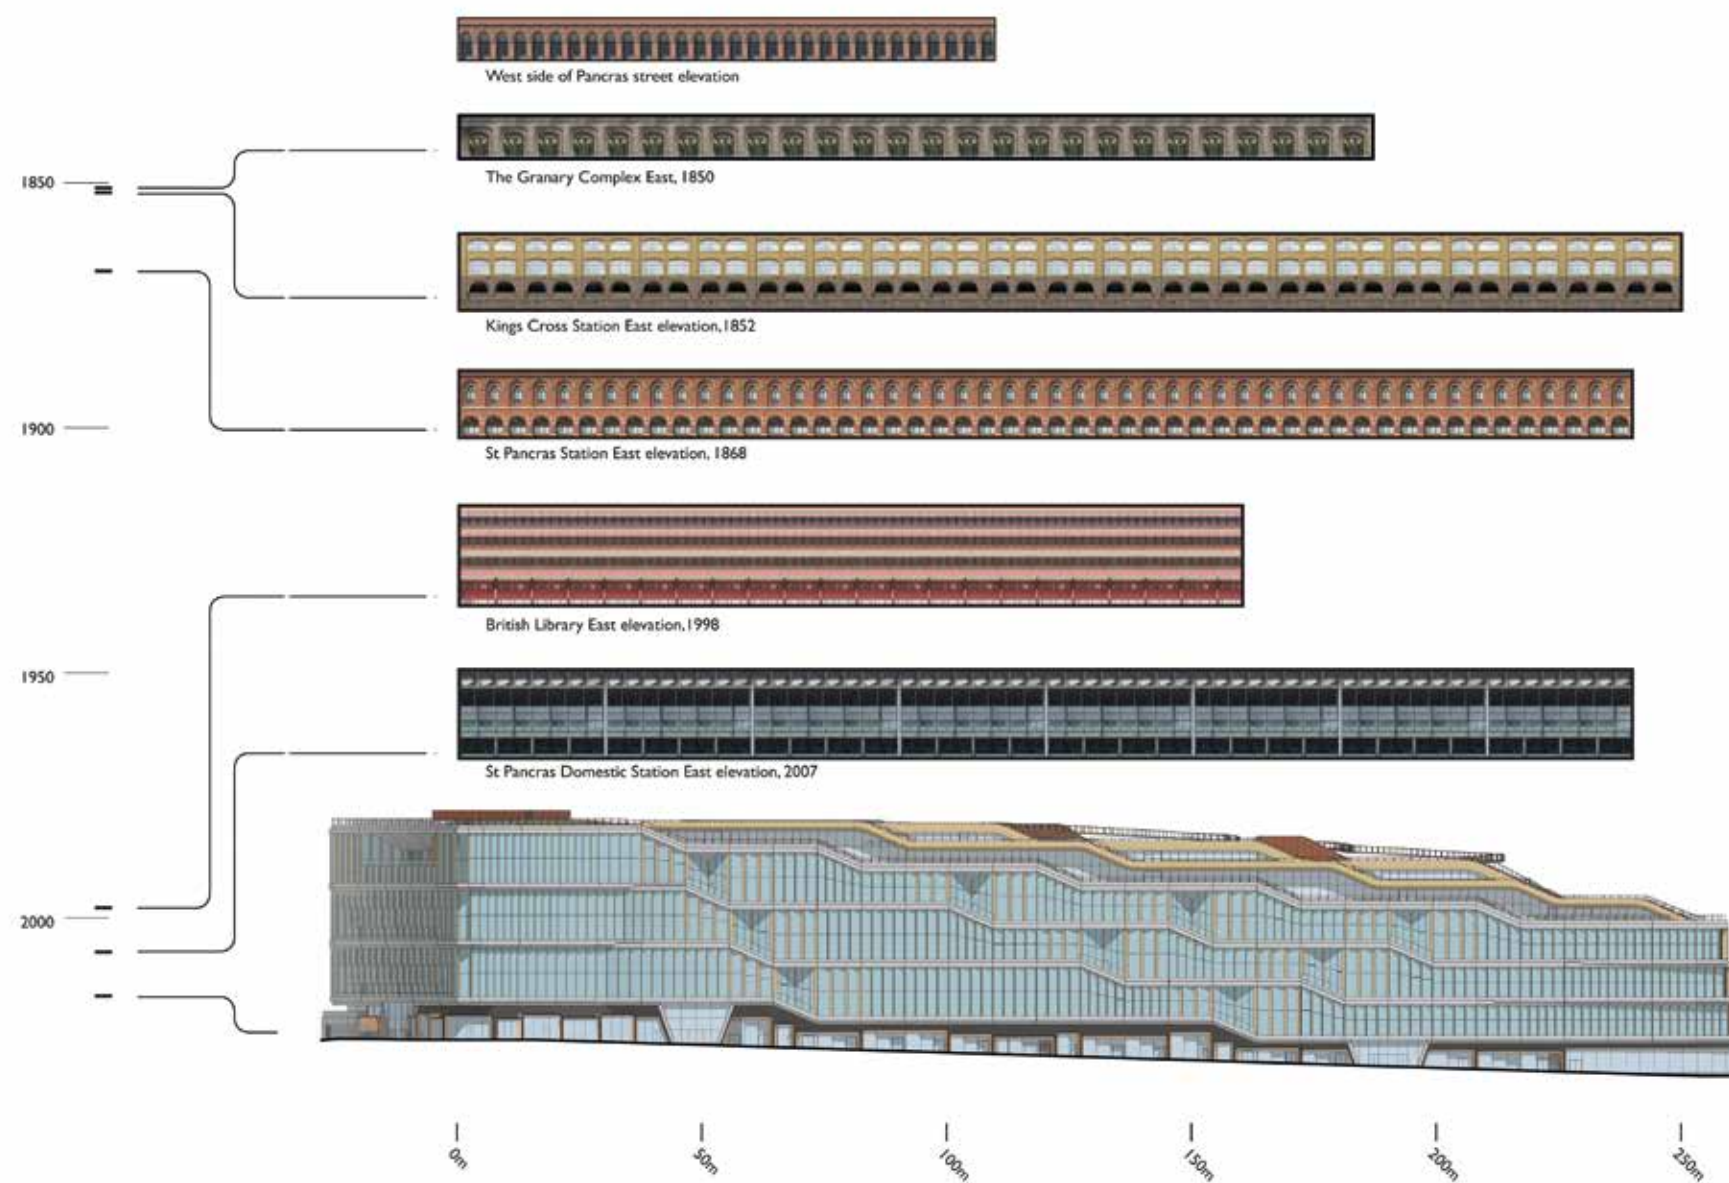 West side of Pancras street elevation
The Granary Complex East, 1850
1850
Kings Cross Station East elevation,1852
1900
St Pancras Station East elevation, 1868
British Library East elevation,1998
1950
St Pancras Domestic Station East elevation, 2007
2000
0m
50m
100m
150m
200m
250m